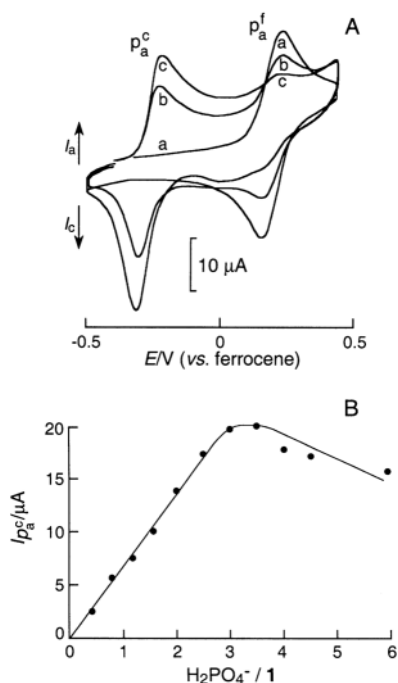 A
p_a^c
p_a^f
a
c
b
b
c
a
I_a
I_c
10 μA
-0.5 0 0.5
E/V (vs. ferrocene)
B
20
15
10
5
0
I_{p_a^c}/μA
0 1 2 3 4 5 6
H₂PO₄⁻ / 1